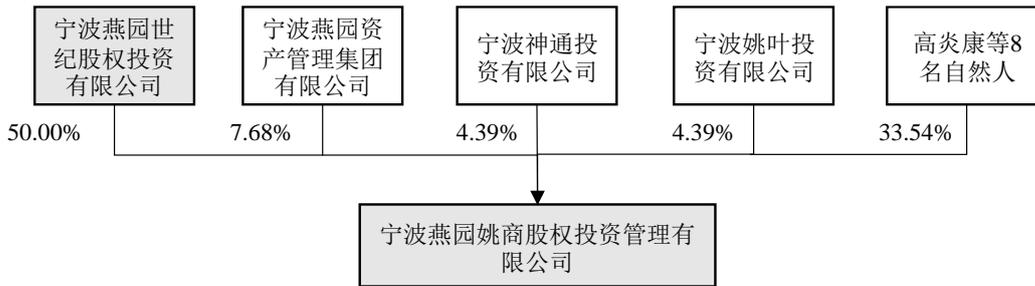 宁波燕园世
纪股权投资
有限公司
宁波燕园资
产管理集团
有限公司
宁波神通投
资有限公司
宁波姚叶投
资有限公司
高炎康等8
名自然人
50.00%
7.68%
4.39%
4.39%
33.54%
宁波燕园姚商股权投资管理有
限公司